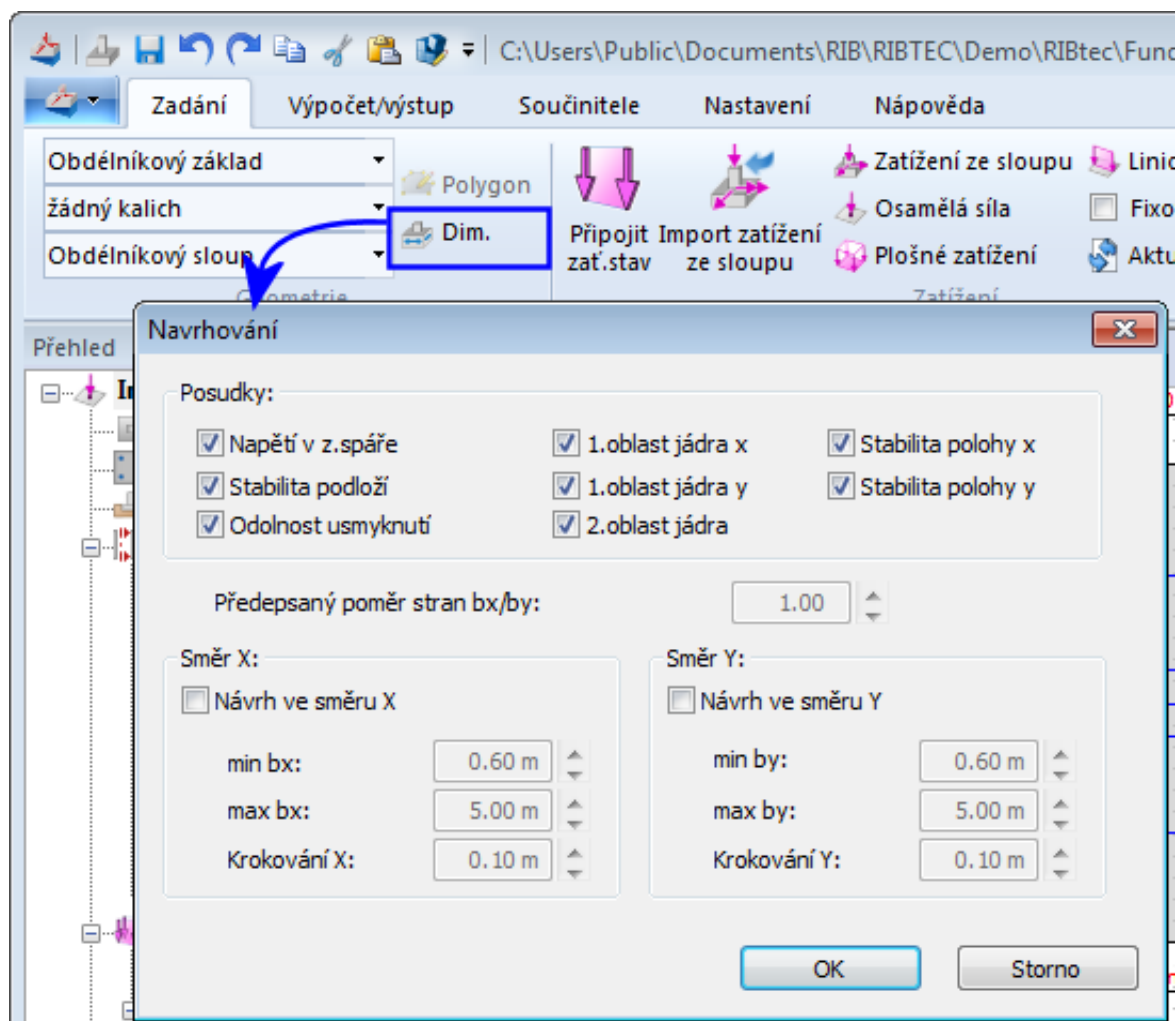 C:\Users\Public\Documents\RIB\RIBTEC\Demo\RIBtec\Fund
Zadání Výpočet/výstup Součinitele Nastavení Nápověda
Obdélníkový základ
žádný kalich
Obdélníkový sloup
Polygon
Dim.
Připojit zať.stav
Import zatížení ze sloupu
Zatížení ze sloupu
Osamělá síla
Plošné zatížení
Geometrie
Zatížení
Přehled
Navrhování
Posudky:
Napětí v z.spáře 1.oblast jádra x Stabilita polohy x
Stabilita podloží 1.oblast jádra y Stabilita polohy y
Odolnost usmyknutí 2.oblast jádra
Předepsaný poměr stran bx/by: 1.00
Směr X:
Návrh ve směru X
min bx: 0.60 m
max bx: 5.00 m
Krokování X: 0.10 m
Směr Y:
Návrh ve směru Y
min by: 0.60 m
max by: 5.00 m
Krokování Y: 0.10 m
OK Storno